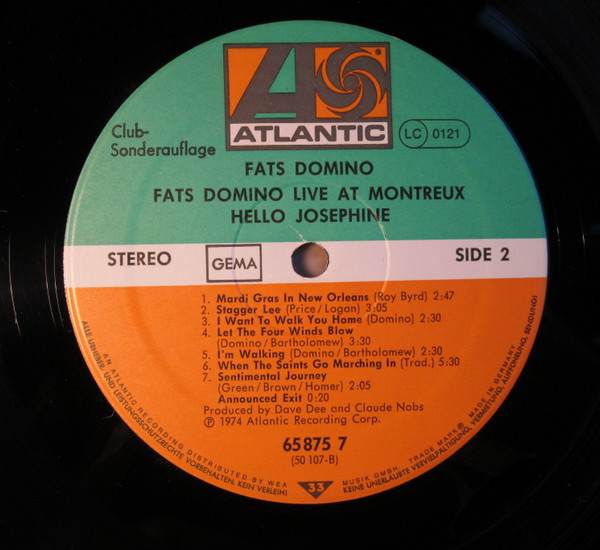 ATLANTIC
®
LC 0121
Club-
Sonderauflage
FATS DOMINO
FATS DOMINO LIVE AT MONTREUX
HELLO JOSEPHINE
STEREO
GEMA
SIDE 2
1. Mardi Gras In New Orleans (Roy Byrd) 2:47
2. Stagger Lee (Price/Logan) 3:05
3. I Want To Walk You Home (Domino) 2:30
4. Let The Four Winds Blow
(Domino/Bartholomew) 3:30
5. I'm Walking (Domino/Bartholomew) 2:30
6. When The Saints Go Marching In (Trad.) 5:30
7. Sentimental Journey
(Green/Brown/Homer) 2:05
Announced Exit 0:20
Produced by Dave Dee and Claude Nobs
Ⓟ 1974 Atlantic Recording Corp.
65 875 7
(50 107-B)
33
AN ATLANTIC RECORDING DISTRIBUTED BY WEA MUSIK GMBH. TRADE MARK® MADE IN GERMANY
ALLE URHEBER- UND LEISTUNGSSCHUTZRECHTE VORBEHALTEN. KEIN VERLEIH! KEINE UNERLAUBTE VERVIELFÄLTIGUNG, VERMIETUNG, AUFFÜHRUNG, SENDUNG!